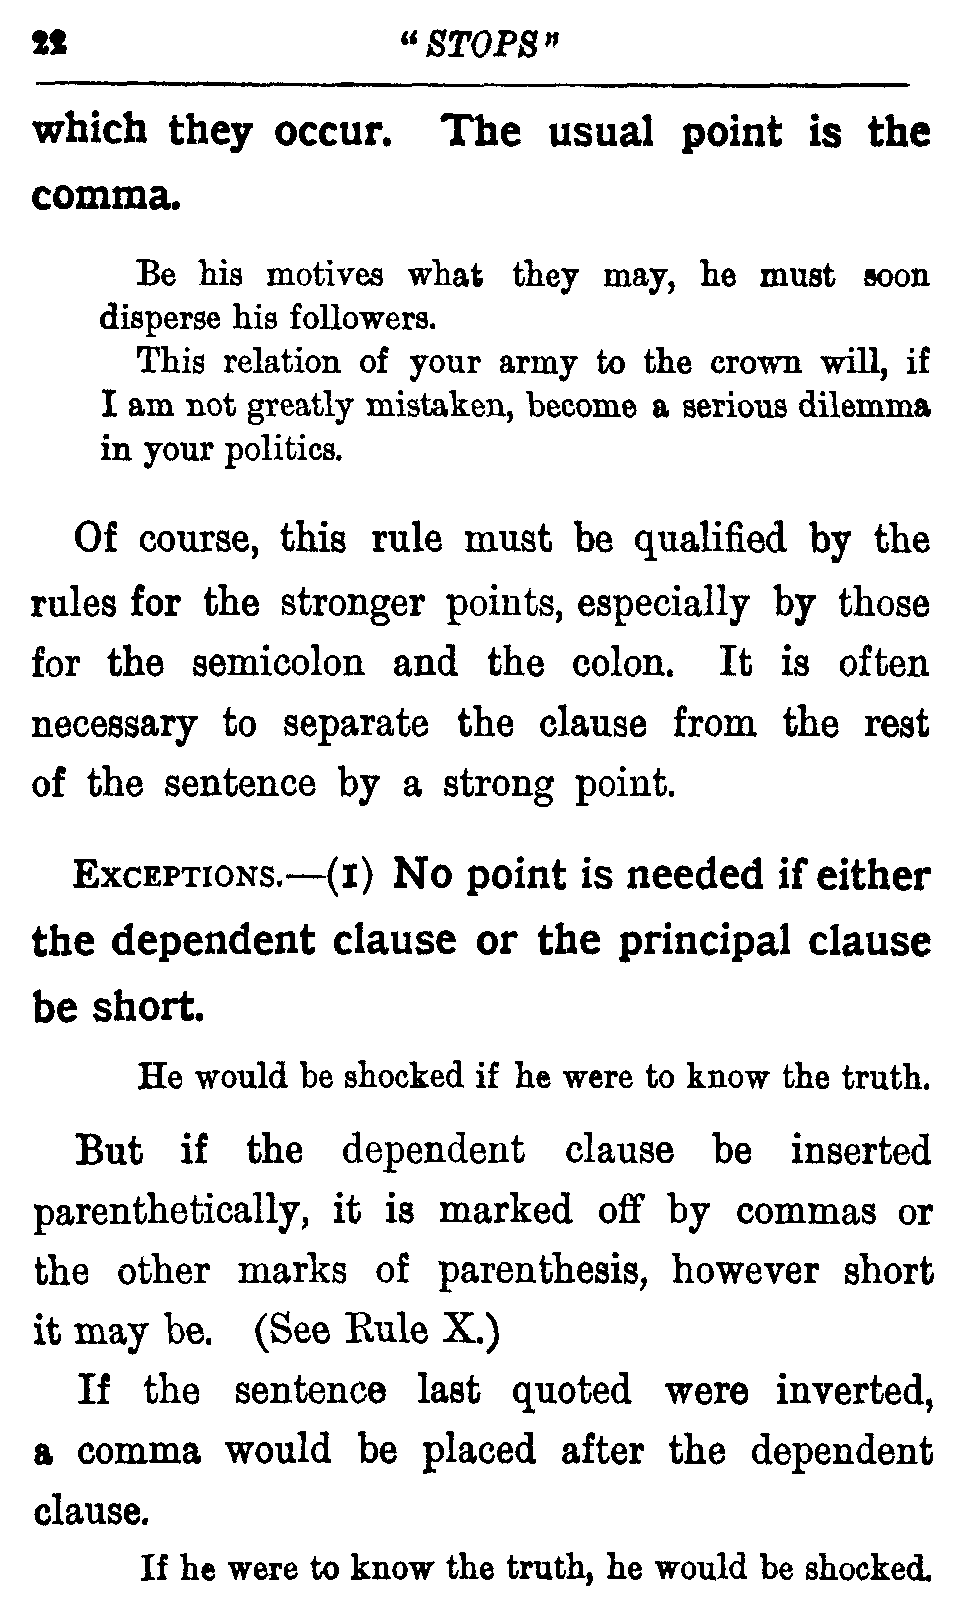 22 "STOPS"
which they occur. The usual point is the
comma.
Be his motives what they may, he must soon
disperse his followers.
This relation of your army to the crown will, if
I am not greatly mistaken, become a serious dilemma
in your politics.
Of course, this rule must be qualified by the
rules for the stronger points, especially by those
for the semicolon and the colon. It is often
necessary to separate the clause from the rest
of the sentence by a strong point.
EXCEPTIONS.—(1) No point is needed if either
the dependent clause or the principal clause
be short.
He would be shocked if he were to know the truth.
But if the dependent clause be inserted
parenthetically, it is marked off by commas or
the other marks of parenthesis, however short
it may be. (See Rule X.)
If the sentence last quoted were inverted,
a comma would be placed after the dependent
clause.
If he were to know the truth, he would be shocked.